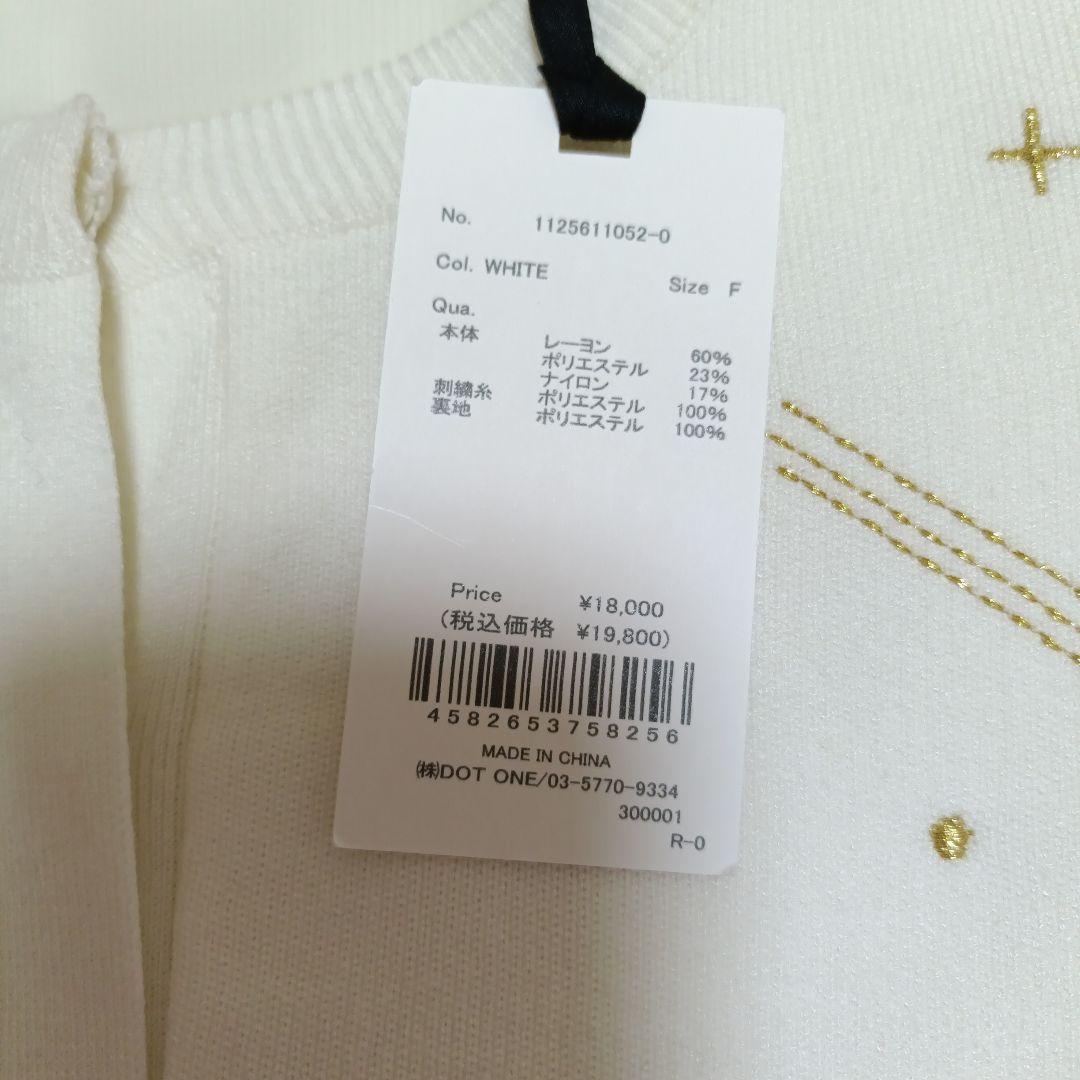 No. 1125611052-0
Col. WHITE Size F
Qua.
本体 レーヨン 60%
ポリエステル 23%
ナイロン 17%
刺繍糸 ポリエステル 100%
裏地 ポリエステル 100%
Price ¥18,000
(税込価格 ¥19,800)
4582653758256
MADE IN CHINA
㈱DOT ONE/03-5770-9334
300001
R-0